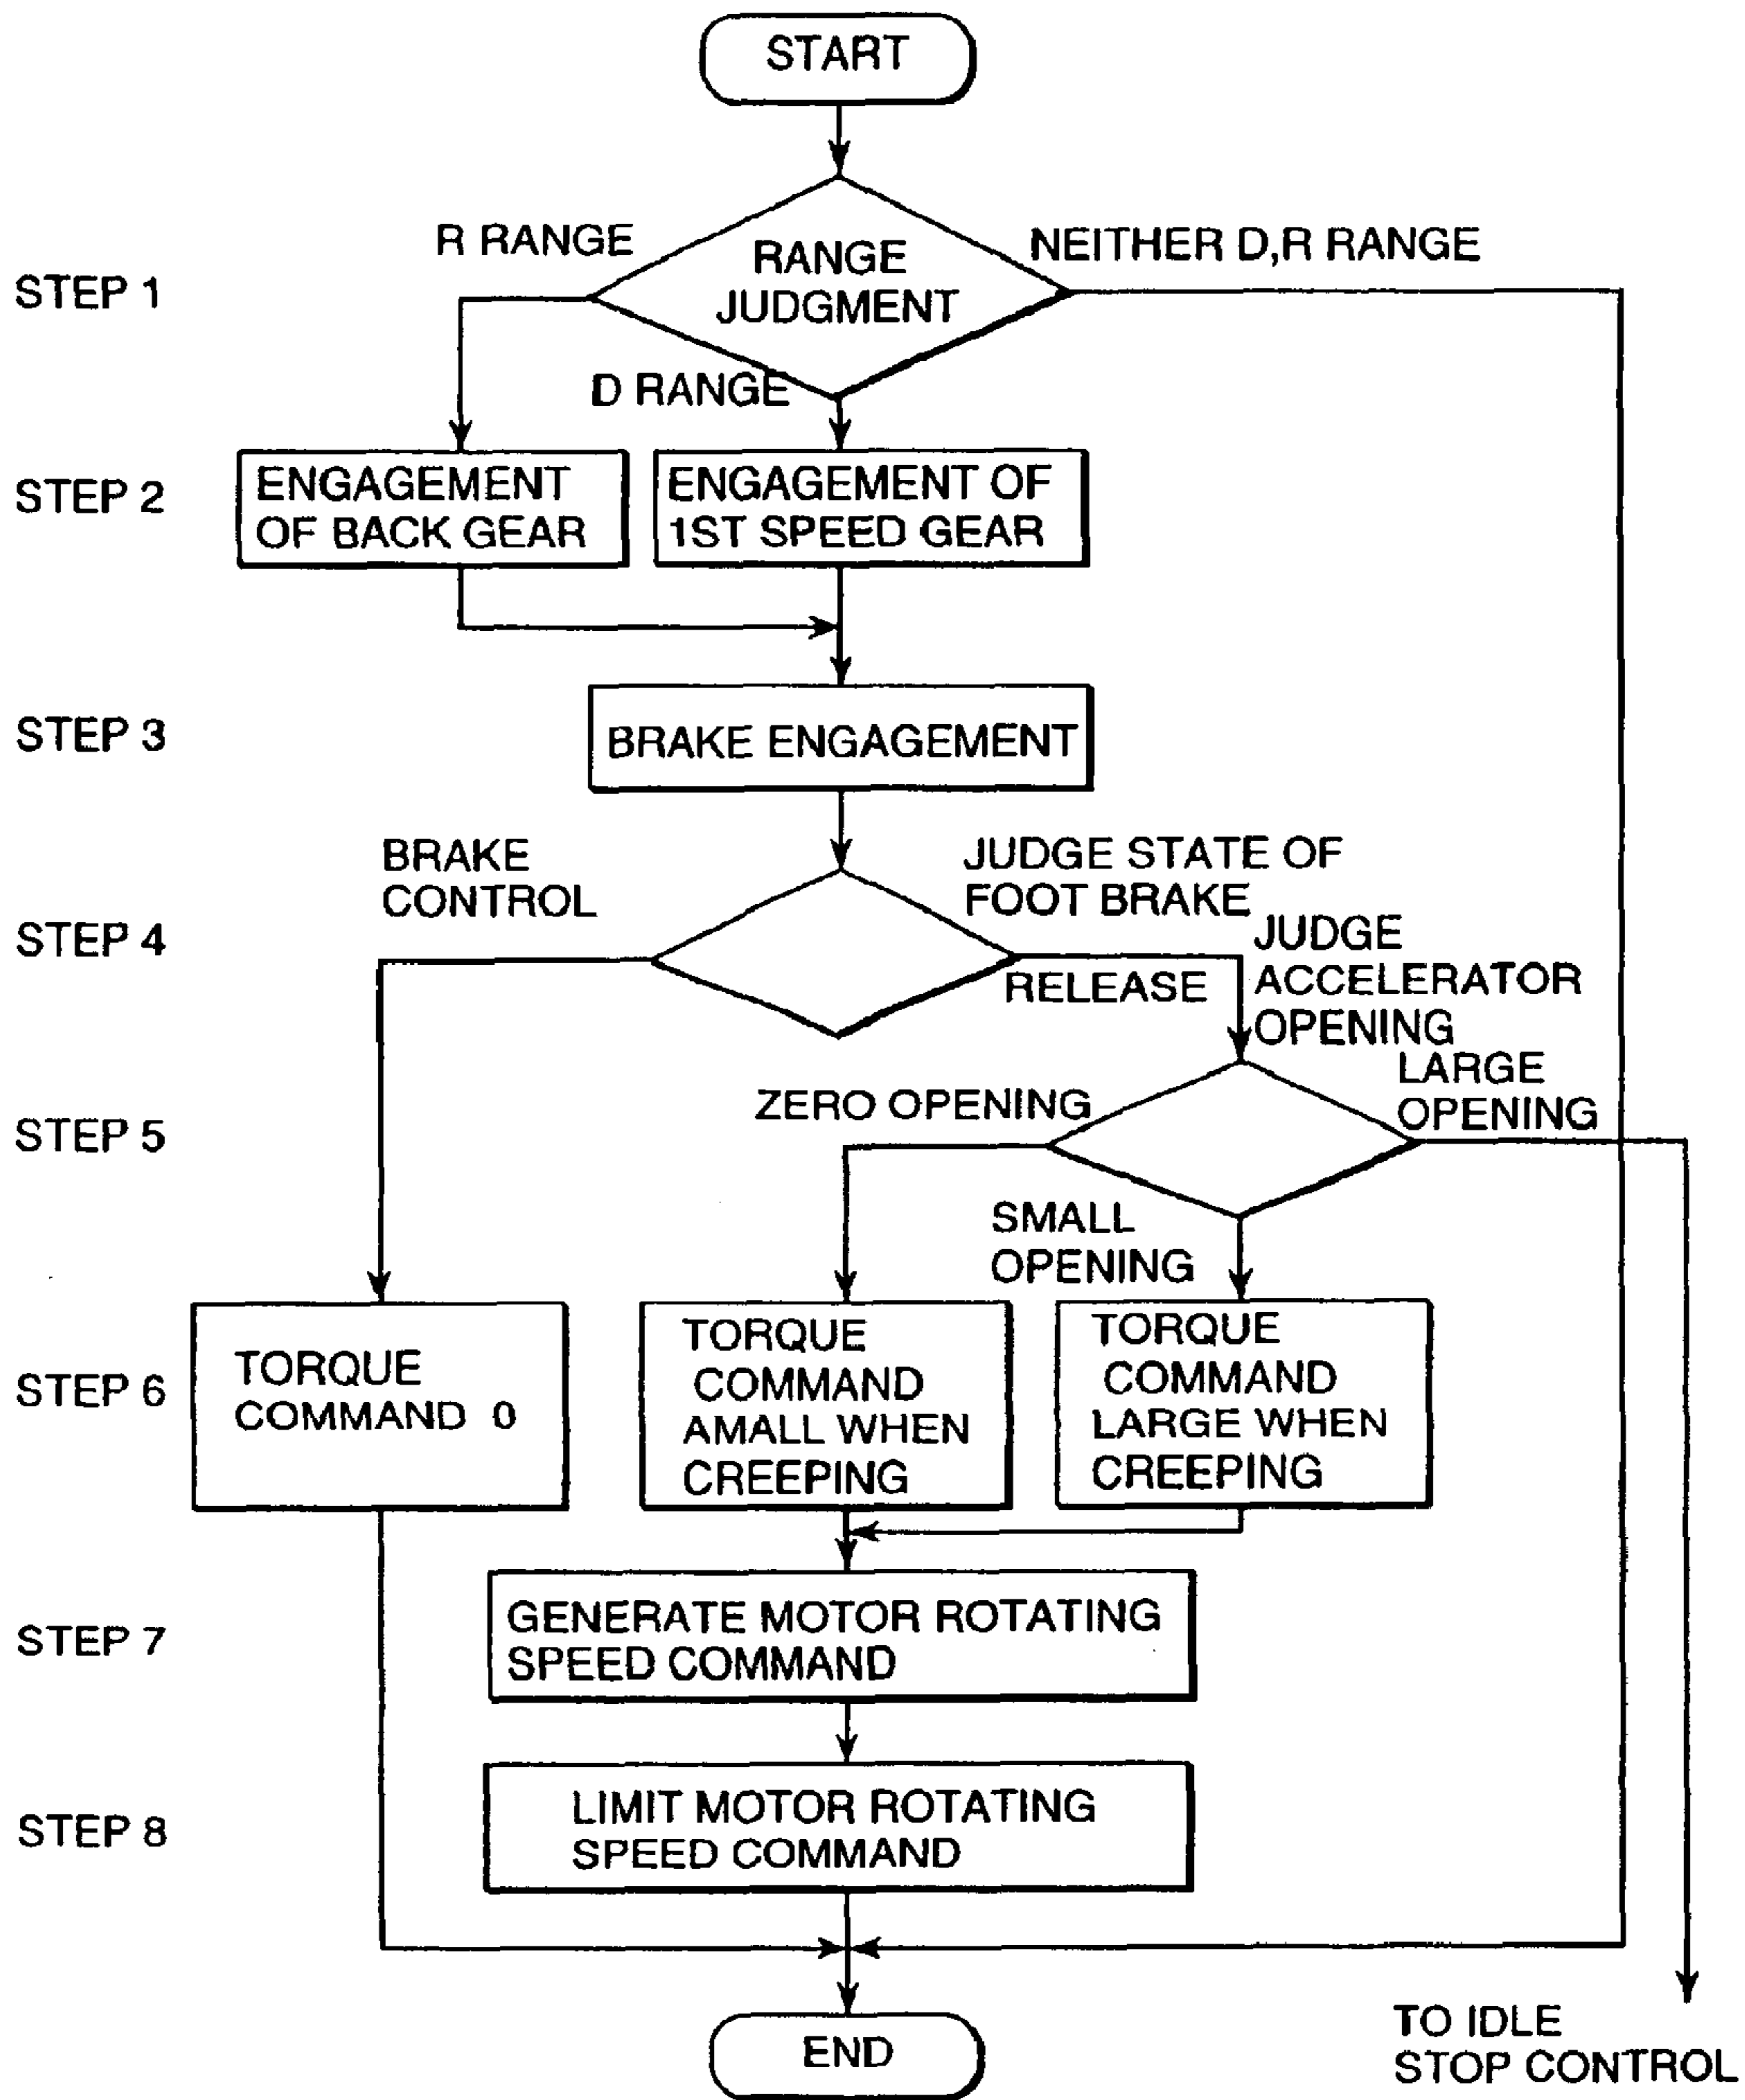 START
R RANGE
NEITHER D,R RANGE
RANGE
JUDGMENT
STEP 1
D RANGE
STEP 2
ENGAGEMENT
OF BACK GEAR
ENGAGEMENT OF
1ST SPEED GEAR
STEP 3
BRAKE ENGAGEMENT
BRAKE
CONTROL
JUDGE STATE OF
FOOT BRAKE
STEP 4
RELEASE
JUDGE
ACCELERATOR
OPENING
ZERO OPENING
LARGE
OPENING
STEP 5
SMALL
OPENING
STEP 6
TORQUE
COMMAND 0
TORQUE
COMMAND
AMALL WHEN
CREEPING
TORQUE
COMMAND
LARGE WHEN
CREEPING
STEP 7
GENERATE MOTOR ROTATING
SPEED COMMAND
STEP 8
LIMIT MOTOR ROTATING
SPEED COMMAND
END
TO IDLE
STOP CONTROL